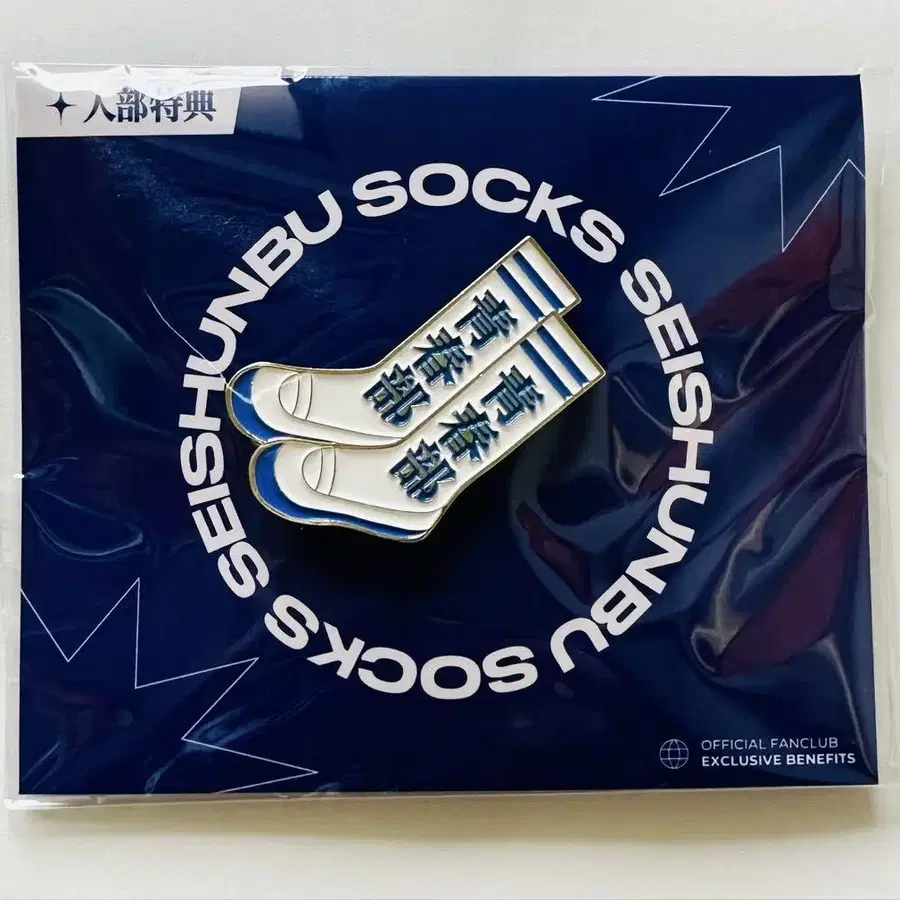 入部特典
SEISHUNBU SOCKS SEISHUNBU SOCKS
青春部
青春部
OFFICIAL FANCLUB
EXCLUSIVE BENEFITS